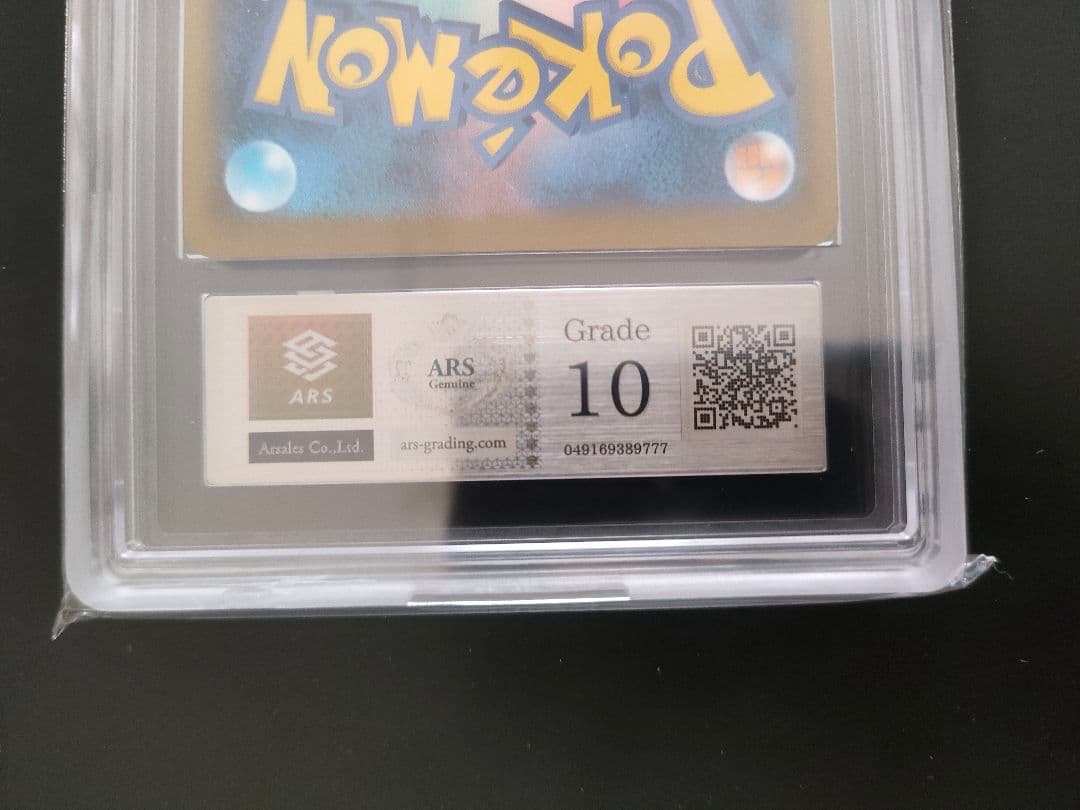 Pokémon
ARS
Arsales Co.,Ltd.
ARS
Genuine
ars-grading.com
Grade
10
049169389777